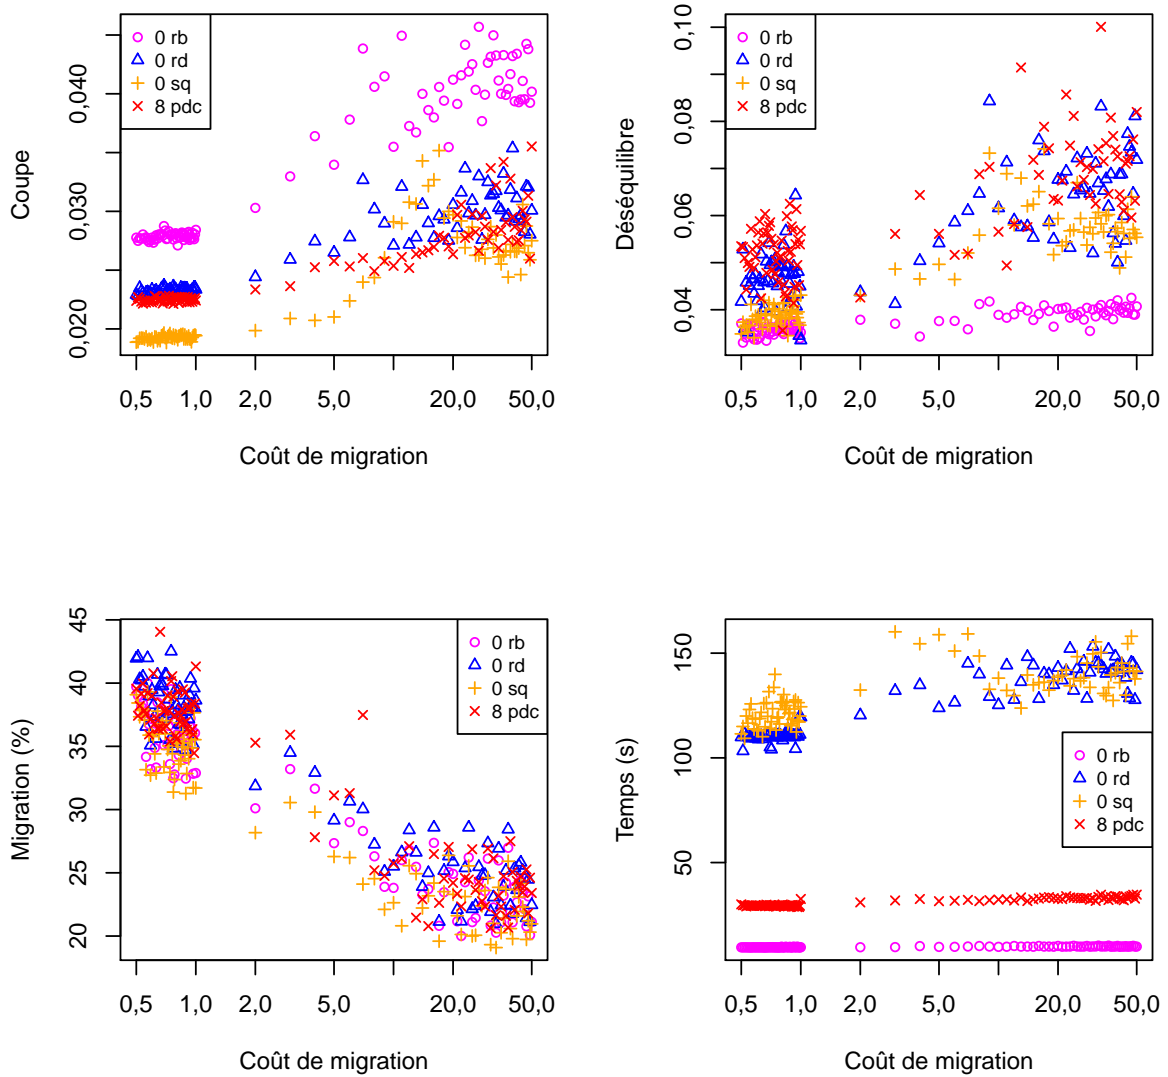 Coupe
0,040
0,030
0,020
0 rb
0 rd
0 sq
8 pdc
0,5 1,0 2,0 5,0 20,0 50,0
Coût de migration
Déséquilibre
0,10
0,08
0,06
0,04
0 rb
0 rd
0 sq
8 pdc
0,5 1,0 2,0 5,0 20,0 50,0
Coût de migration
Migration (%)
45
40
35
30
25
20
0 rb
0 rd
0 sq
8 pdc
0,5 1,0 2,0 5,0 20,0 50,0
Coût de migration
Temps (s)
150
100
50
0 rb
0 rd
0 sq
8 pdc
0,5 1,0 2,0 5,0 20,0 50,0
Coût de migration